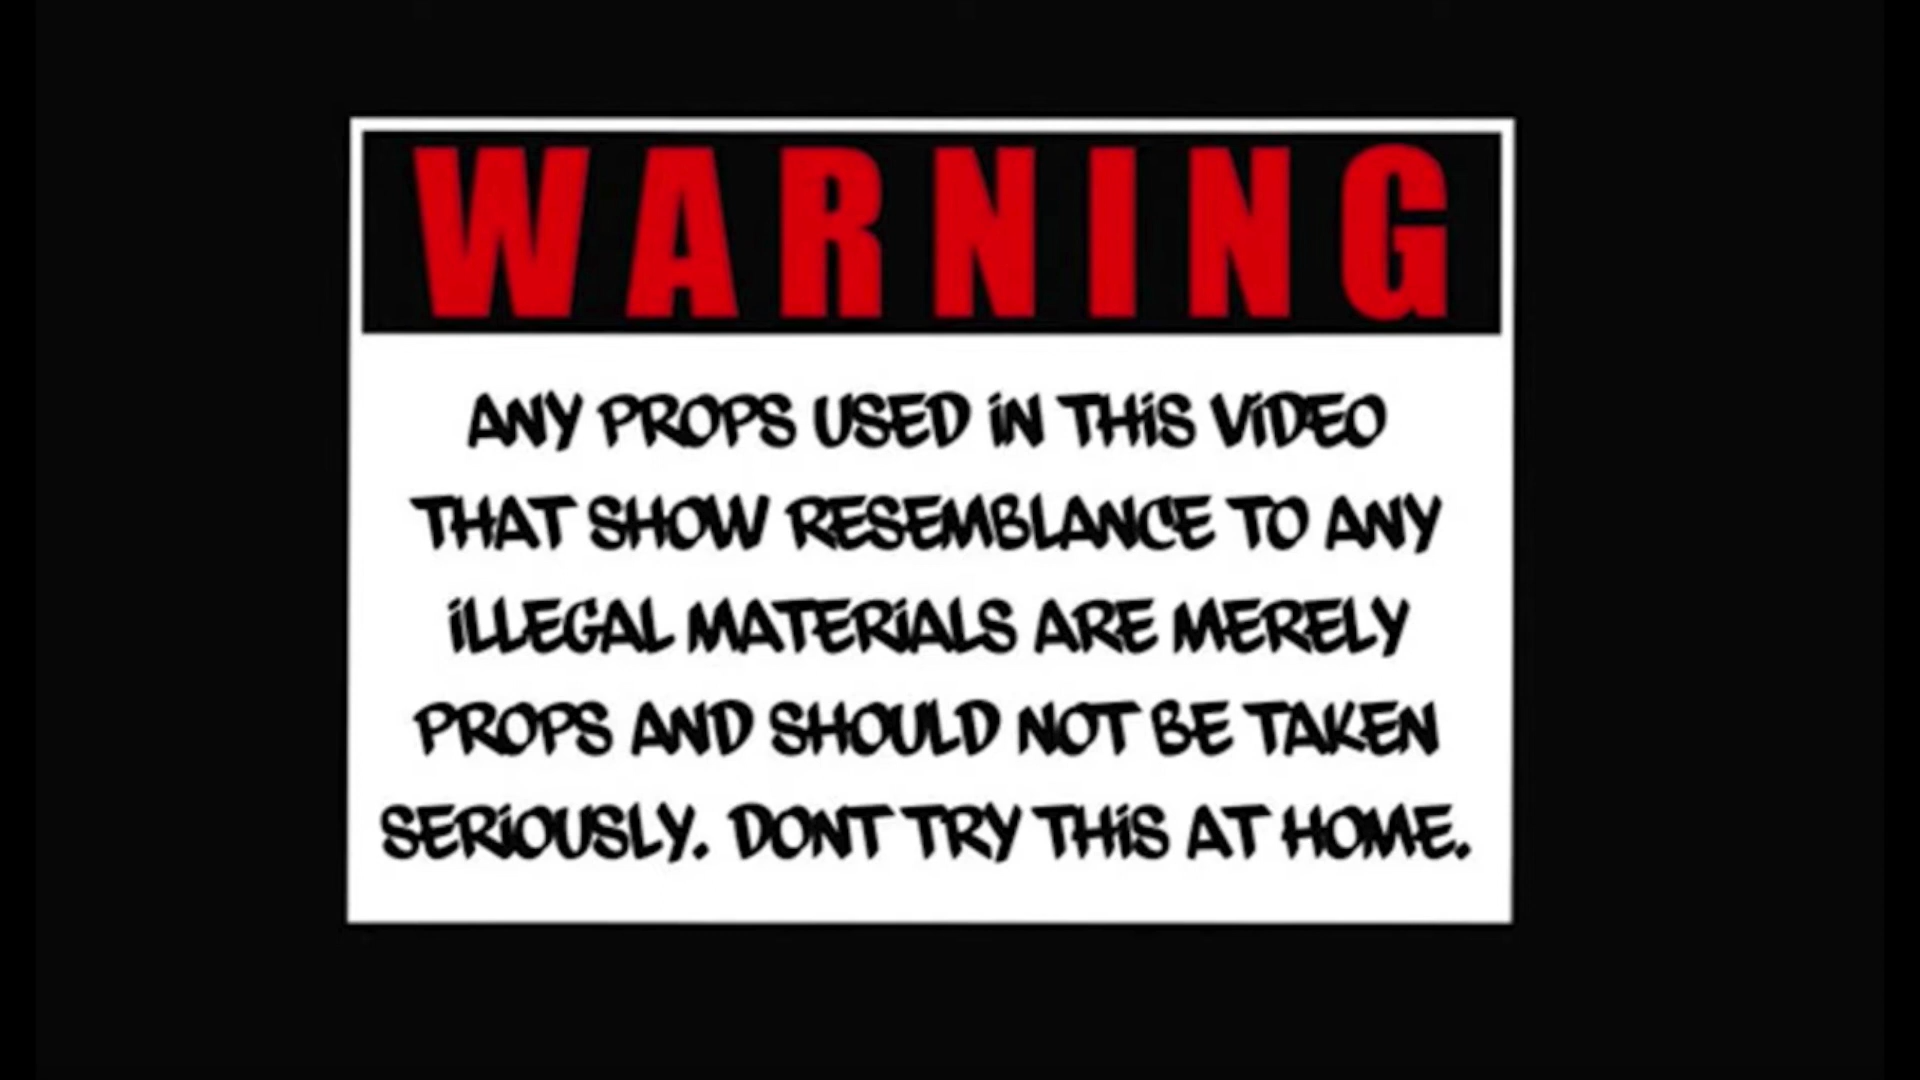 WARNING
ANY PROPS USED iN THiS ViDEO
THAT SHOW RESEMBLANCE TO ANY
iLLEGAL MATERiALS ARE MERELY
PROPS AND SHOULD NOT BE TAKEN
SERiOUSLY. DONT TRY THiS AT HOME.